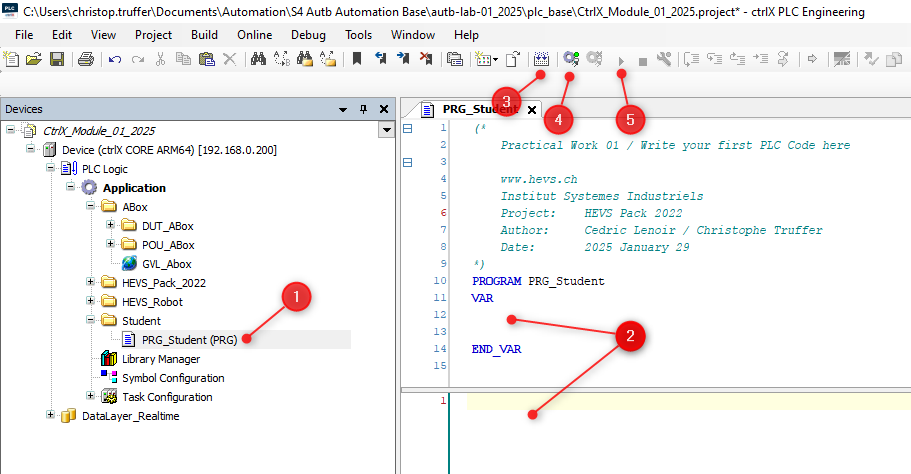 PLC
C:\Users\christop.truffer\Documents\Automation\S4 Autb Automation Base\autb-lab-01_2025\plc_base\CtrlX_Module_01_2025.project* - ctrlX PLC Engineering
File Edit View Project Build Online Debug Tools Window Help
3
4
5
Devices
PRG_Student
CtrlX_Module_01_2025
Device (ctrlX CORE ARM64) [192.168.0.200]
PLC Logic
Application
ABox
DUT_ABox
POU_ABox
GVL_Abox
HEVS_Pack_2022
HEVS_Robot
1
Student
PRG_Student (PRG)
Library Manager
Symbol Configuration
Task Configuration
DataLayer_Realtime
1 (*
2 Practical Work 01 / Write your first PLC Code here
3
4 www.hevs.ch
5 Institut Systemes Industriels
6 Project: HEVS Pack 2022
7 Author: Cedric Lenoir / Christophe Truffer
8 Date: 2025 January 29
9 *)
10 PROGRAM PRG_Student
11 VAR
12
13
2
14 END_VAR
15
1